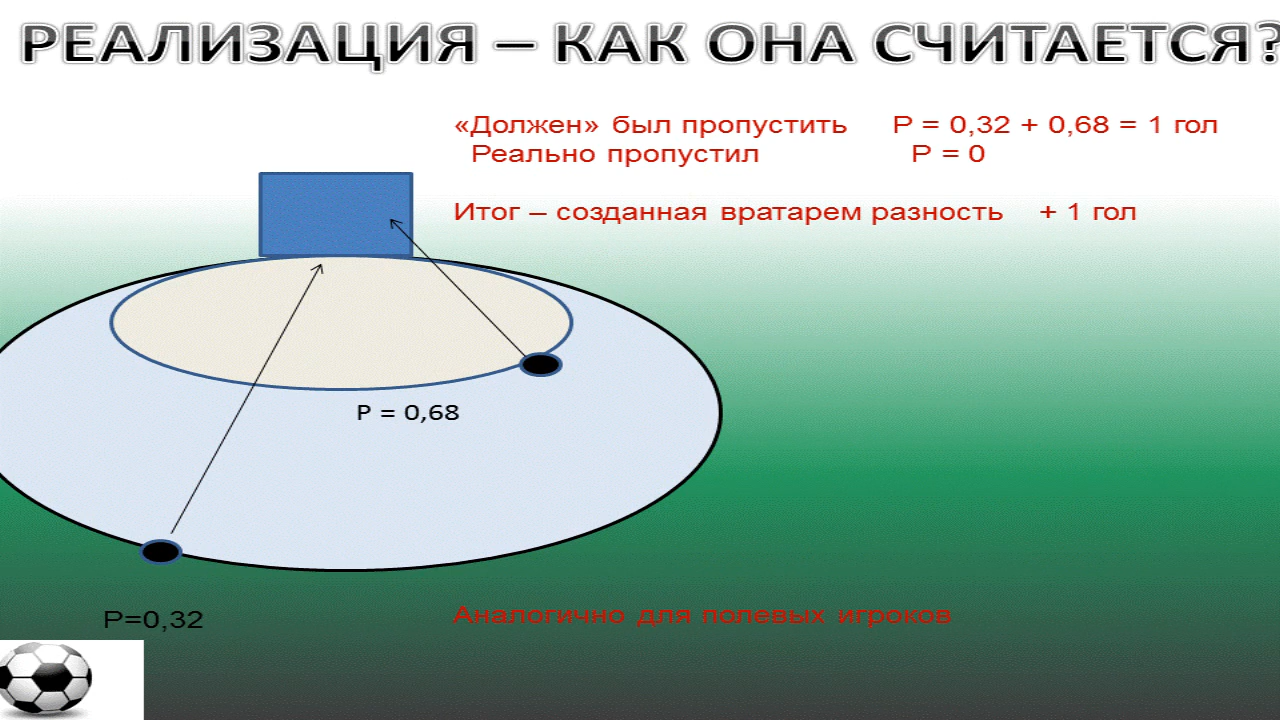 РЕАЛИЗАЦИЯ – КАК ОНА СЧИТАЕТСЯ?
«Должен» был пропустить P = 0,32 + 0,68 = 1 гол
Реально пропустил P = 0
Итог – созданная вратарем разность + 1 гол
P = 0,68
P=0,32
Аналогично для полевых игроков